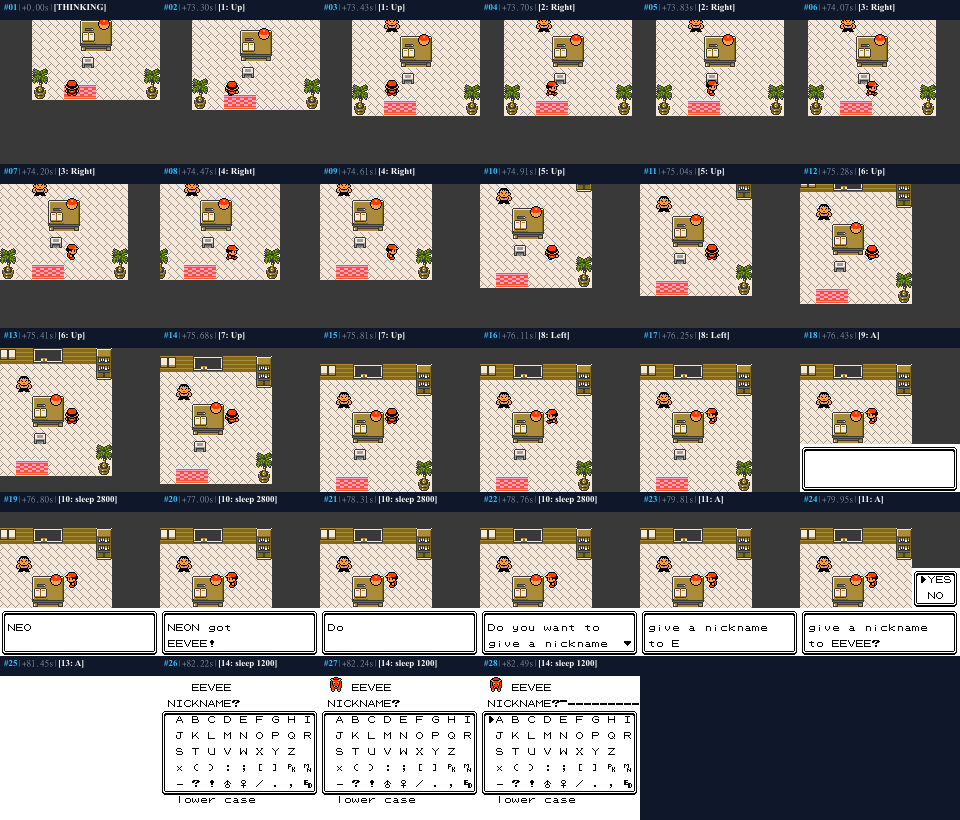 #01|+0.00s| [THINKING]
#02|+73.30s| [1: Up]
#03|+73.43s| [1: Up]
#04|+73.70s| [2: Right]
#05|+73.83s| [2: Right]
#06|+74.07s| [3: Right]
#07|+74.20s| [3: Right]
#08|+74.47s| [4: Right]
#09|+74.61s| [4: Right]
#10|+74.91s| [5: Up]
#11|+75.04s| [5: Up]
#12|+75.28s| [6: Up]
#13|+75.41s| [6: Up]
#14|+75.68s| [7: Up]
#15|+75.81s| [7: Up]
#16|+76.11s| [8: Left]
#17|+76.25s| [8: Left]
#18|+76.43s| [9: A]
#19|+76.80s| [10: sleep 2800]
#20|+77.00s| [10: sleep 2800]
#21|+78.31s| [10: sleep 2800]
#22|+78.76s| [10: sleep 2800]
#23|+79.81s| [11: A]
#24|+79.95s| [11: A]
YES
NO
NEO
NEON got
EEVEE!
Do
Do you want to
give a nickname
give a nickname
to E
give a nickname
to EEVEE?
#25|+81.45s| [13: A]
#26|+82.22s| [14: sleep 1200]
#27|+82.24s| [14: sleep 1200]
#28|+82.49s| [14: sleep 1200]
EEVEE
NICKNAME?
A B C D E F G H I
J K L M N O P Q R
S T U V W X Y Z
× ( ) : ; [ ] PK MN
- ? ! ♂ ♀ / . , ED
lower case
EEVEE
NICKNAME?
A B C D E F G H I
J K L M N O P Q R
S T U V W X Y Z
× ( ) : ; [ ] PK MN
- ? ! ♂ ♀ / . , ED
lower case
EEVEE
NICKNAME?
A B C D E F G H I
J K L M N O P Q R
S T U V W X Y Z
× ( ) : ; [ ] PK MN
- ? ! ♂ ♀ / . , ED
lower case